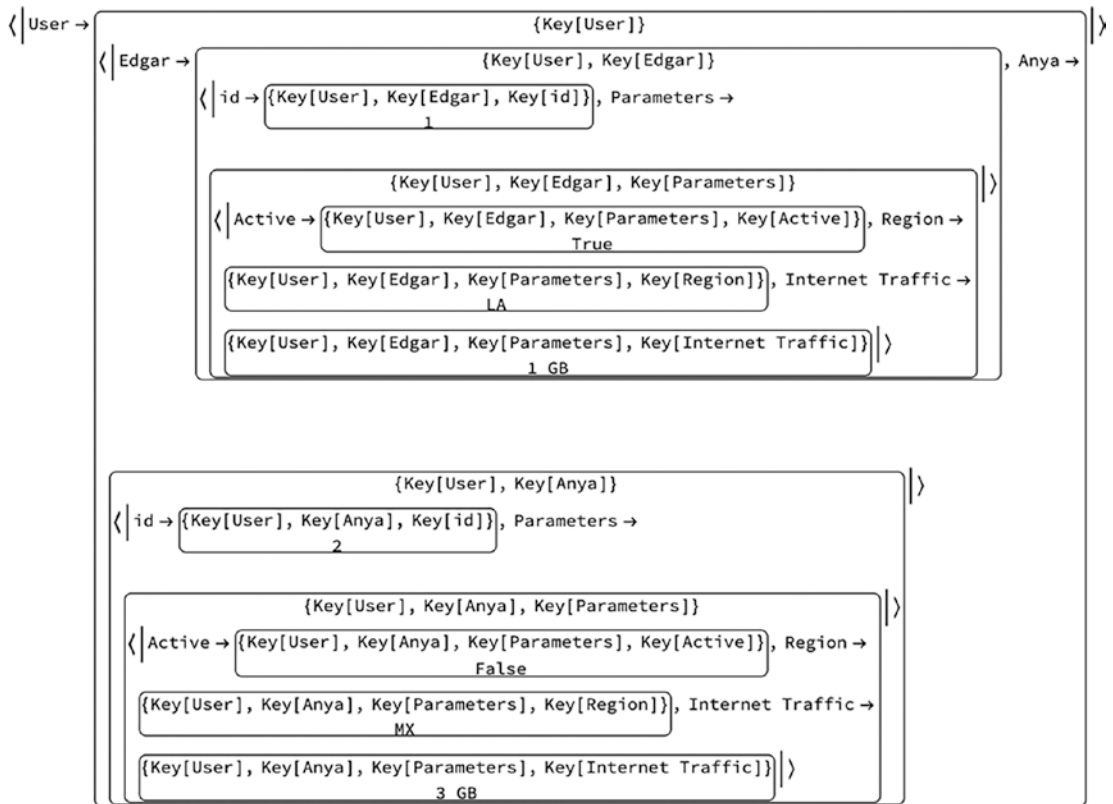 ⟨|User → {Key[User]} |⟩
⟨|Edgar → {Key[User], Key[Edgar]} , Anya →
⟨|id → {Key[User], Key[Edgar], Key[id]}, Parameters →
1
{Key[User], Key[Edgar], Key[Parameters]} |⟩
⟨|Active → {Key[User], Key[Edgar], Key[Parameters], Key[Active]}, Region →
True
{Key[User], Key[Edgar], Key[Parameters], Key[Region]}, Internet Traffic →
LA
{Key[User], Key[Edgar], Key[Parameters], Key[Internet Traffic]} |⟩
1 GB
{Key[User], Key[Anya]} |⟩
⟨|id → {Key[User], Key[Anya], Key[id]}, Parameters →
2
{Key[User], Key[Anya], Key[Parameters]} |⟩
⟨|Active → {Key[User], Key[Anya], Key[Parameters], Key[Active]}, Region →
False
{Key[User], Key[Anya], Key[Parameters], Key[Region]}, Internet Traffic →
MX
{Key[User], Key[Anya], Key[Parameters], Key[Internet Traffic]} |⟩
3 GB